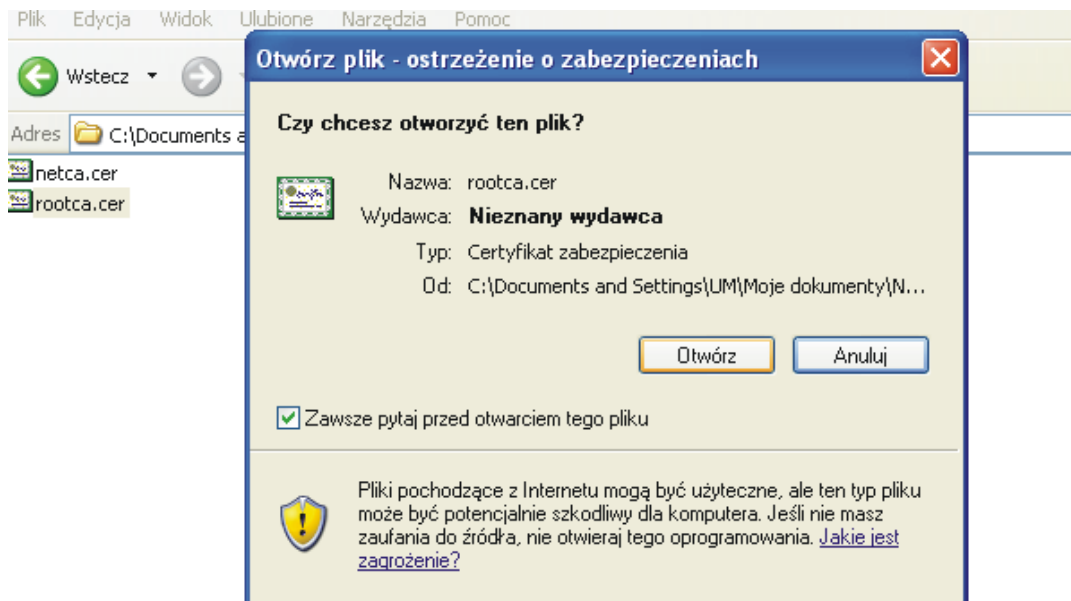 Plik Edycja Widok Ulubione Narzędzia Pomoc
Wstecz
Adres C:\Documents a
netca.cer
rootca.cer
Otwórz plik - ostrzeżenie o zabezpieczeniach
Czy chcesz otworzyć ten plik?
Nazwa: rootca.cer
Wydawca: Nieznany wydawca
Typ: Certyfikat zabezpieczenia
Od: C:\Documents and Settings\UM\Moje dokumenty\N...
Otwórz Anuluj
Zawsze pytaj przed otwarciem tego pliku
Pliki pochodzące z Internetu mogą być użyteczne, ale ten typ pliku
może być potencjalnie szkodliwy dla komputera. Jeśli nie masz
zaufania do źródła, nie otwieraj tego oprogramowania. Jakie jest
zagrożenie?